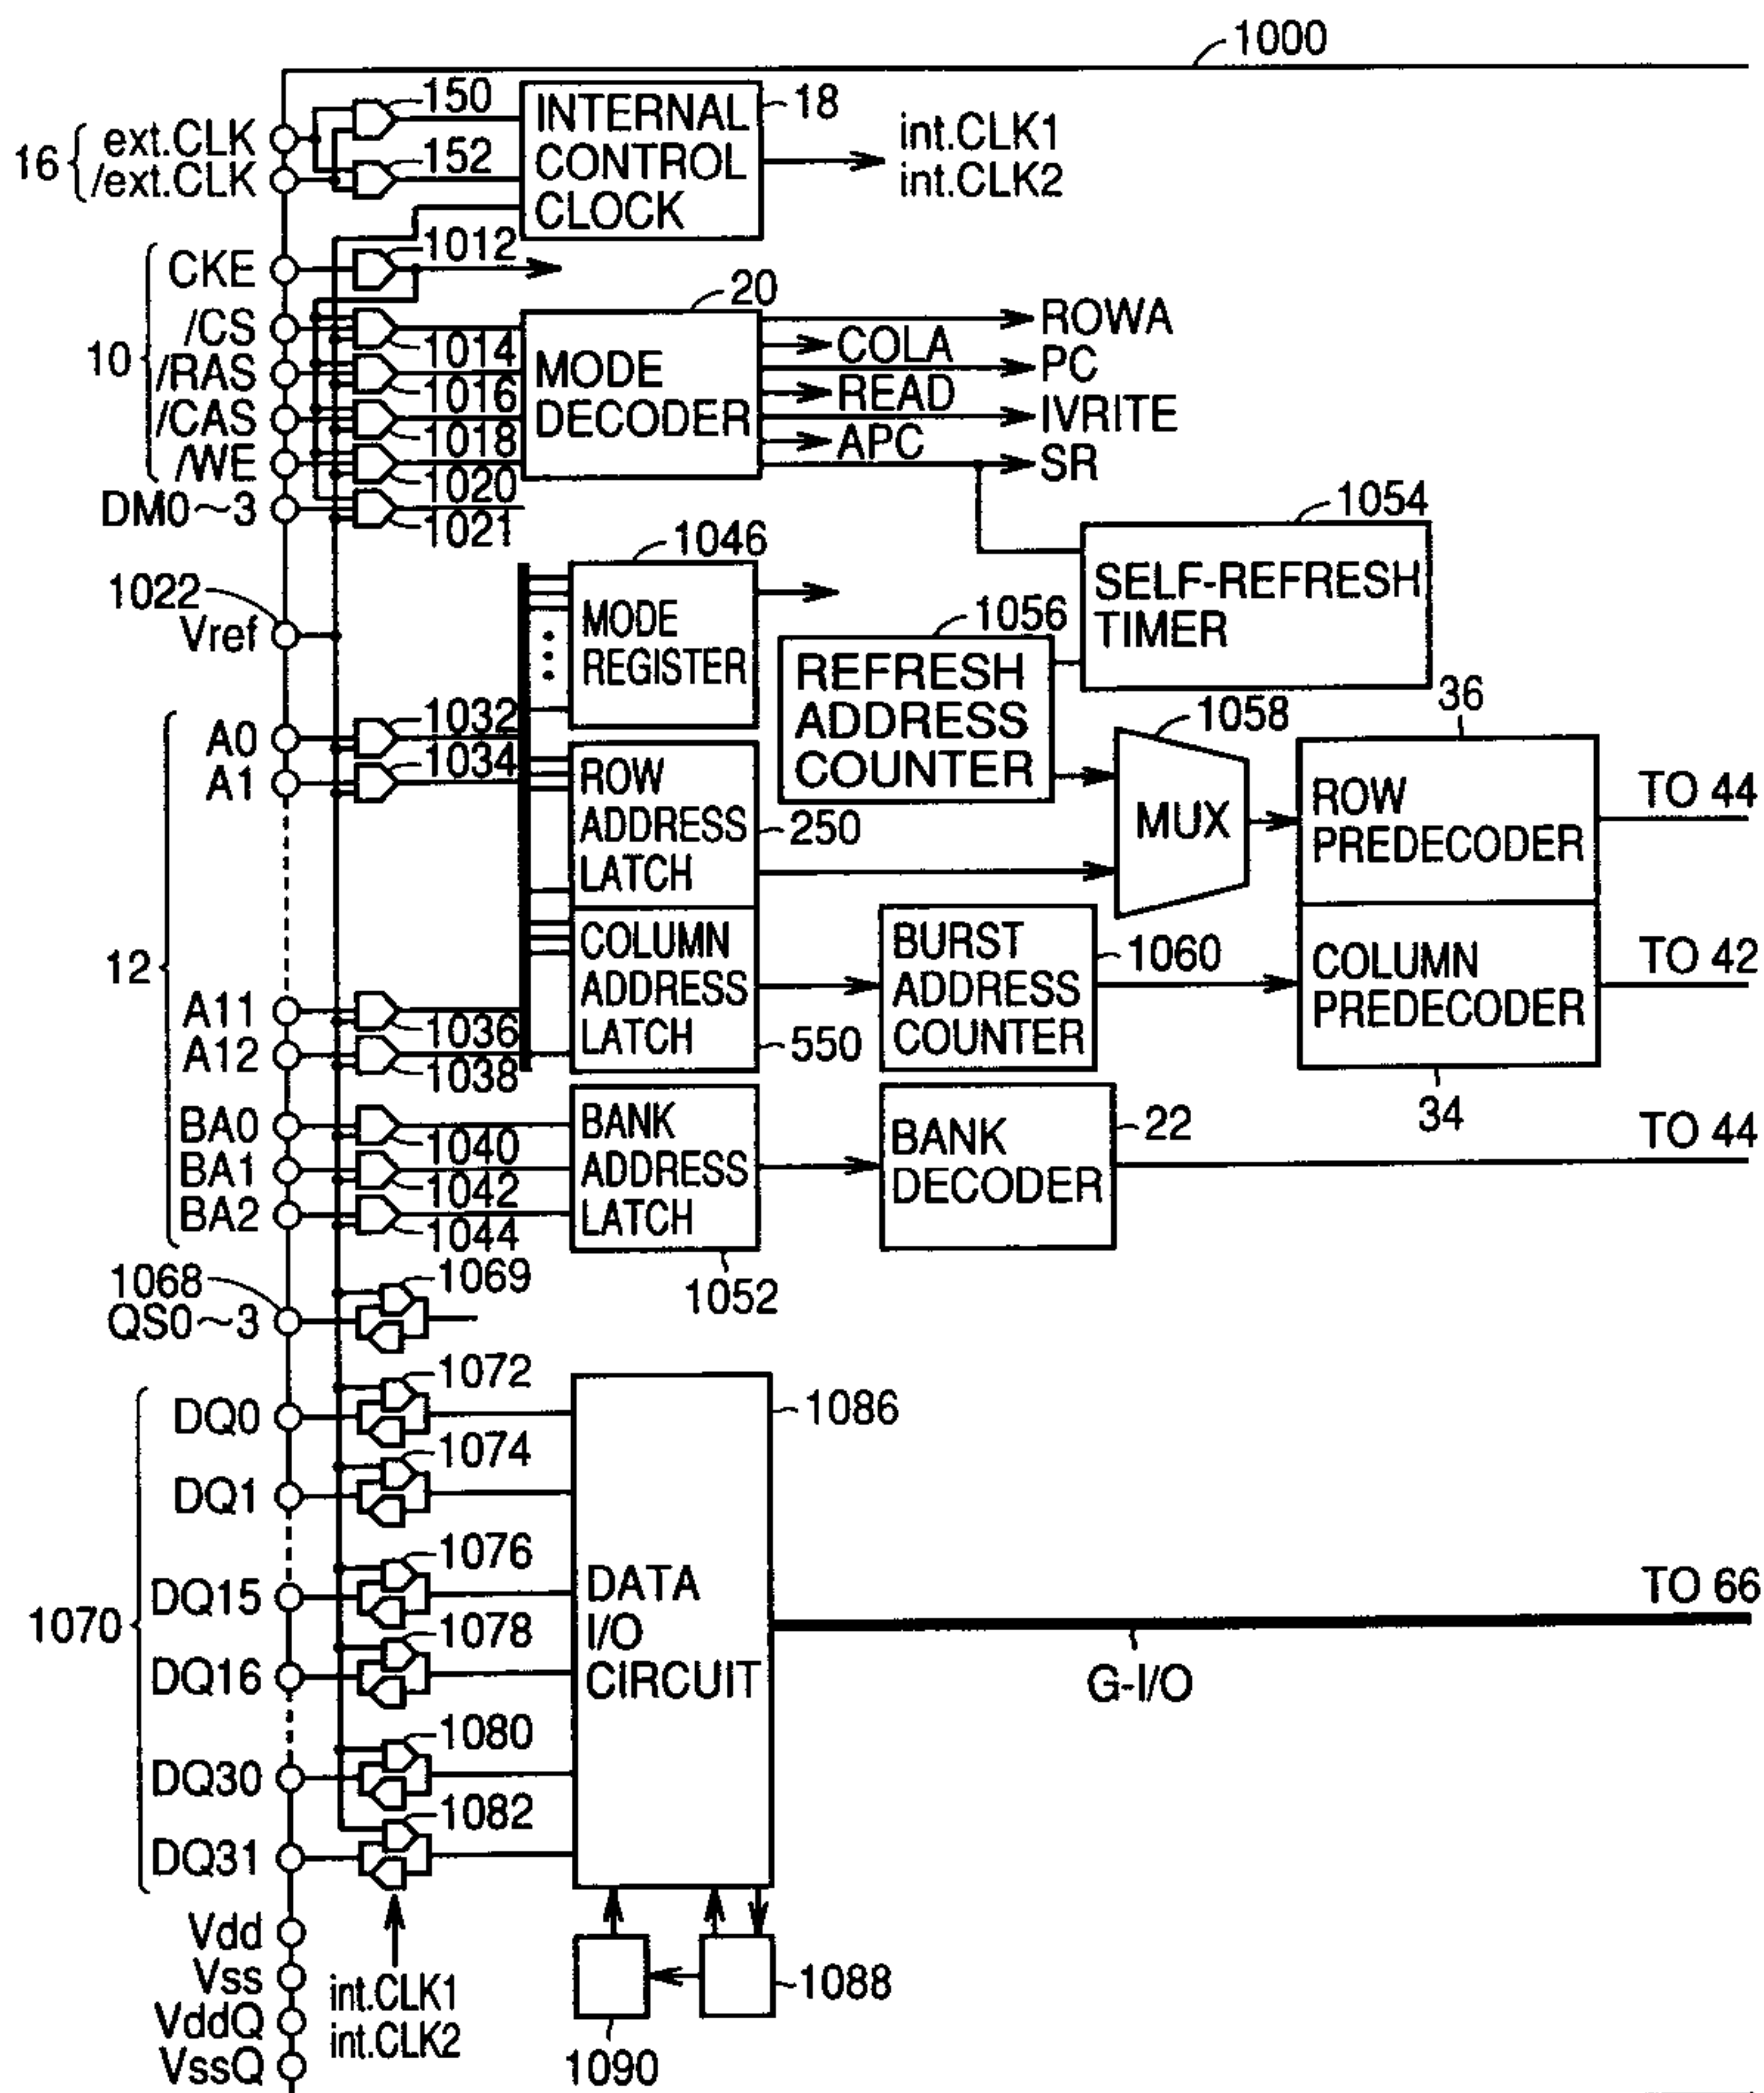 1000
16
ext.CLK
/ext.CLK
150
152
INTERNAL
CONTROL
CLOCK
18
int.CLK1
int.CLK2
10
CKE
1012
/CS
/RAS
/CAS
/WE
DM0~3
1014
1016
1018
1020
1021
MODE
DECODER
20
ROWA
COLA
PC
READ
IVRITE
APC
SR
1054
SELF-REFRESH
TIMER
1046
MODE
REGISTER
1022
Vref
1056
REFRESH
ADDRESS
COUNTER
12
A0
A1
1032
1034
ROW
ADDRESS
LATCH
250
1058
MUX
36
ROW
PREDECODER
TO 44
A11
A12
1036
1038
COLUMN
ADDRESS
LATCH
550
BURST
ADDRESS
COUNTER
1060
COLUMN
PREDECODER
34
TO 42
BA0
BA1
BA2
1040
1042
1044
BANK
ADDRESS
LATCH
1052
BANK
DECODER
22
TO 44
1068
QS0~3
1069
1070
DQ0
1072
DQ1
1074
DQ15
1076
DQ16
1078
DQ30
1080
DQ31
1082
DATA
I/O
CIRCUIT
1086
TO 66
G-I/O
Vdd
Vss
VddQ
VssQ
int.CLK1
int.CLK2
1088
1090